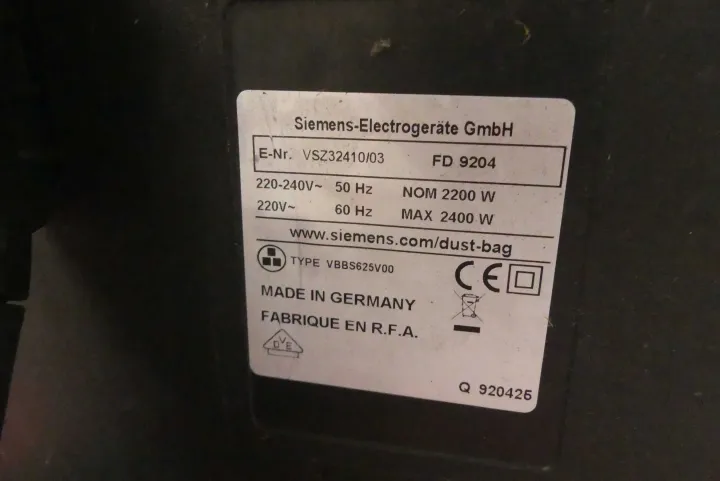 Siemens-Electrogeräte GmbH
E-Nr. VSZ32410/03 FD 9204
220-240V~ 50 Hz NOM 2200 W
220V~ 60 Hz MAX 2400 W
www.siemens.com/dust-bag
TYPE VBBS625V00
CE
MADE IN GERMANY
FABRIQUE EN R.F.A.
VDE
Q 920425